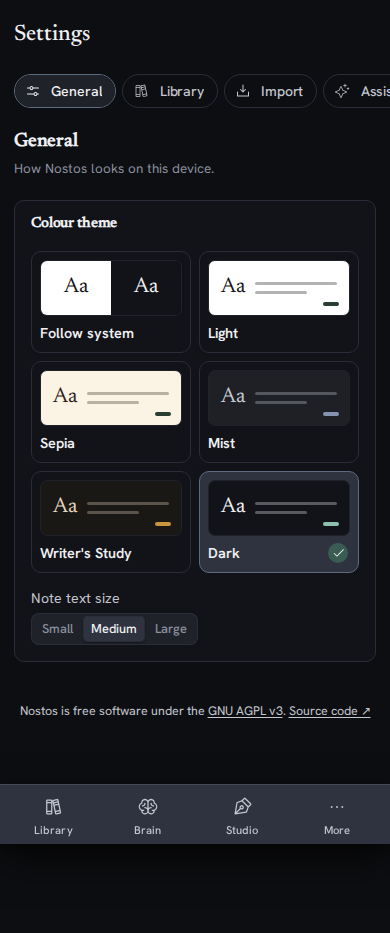 Settings
General Library Import Assis
General
How Nostos looks on this device.
Colour theme
Aa Aa Aa
Follow system Light
Aa Aa
Sepia Mist
Aa Aa
Writer's Study Dark
Note text size
Small Medium Large
Nostos is free software under the GNU AGPL v3. Source code ↗
Library Brain Studio More